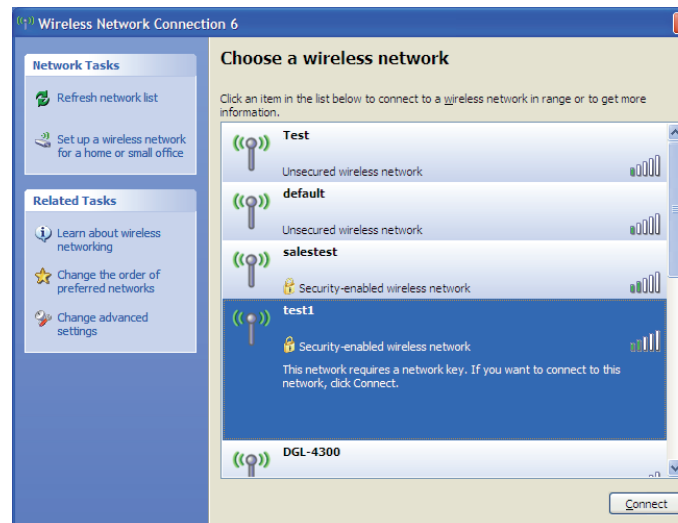 Wireless Network Connection 6
Network Tasks
Refresh network list
Set up a wireless network
for a home or small office
Related Tasks
Learn about wireless
networking
Change the order of
preferred networks
Change advanced
settings
Choose a wireless network
Click an item in the list below to connect to a wireless network in range or to get more
information.
Test
Unsecured wireless network
default
Unsecured wireless network
salestest
Security-enabled wireless network
test1
Security-enabled wireless network
This network requires a network key. If you want to connect to this
network, click Connect.
DGL-4300
Connect